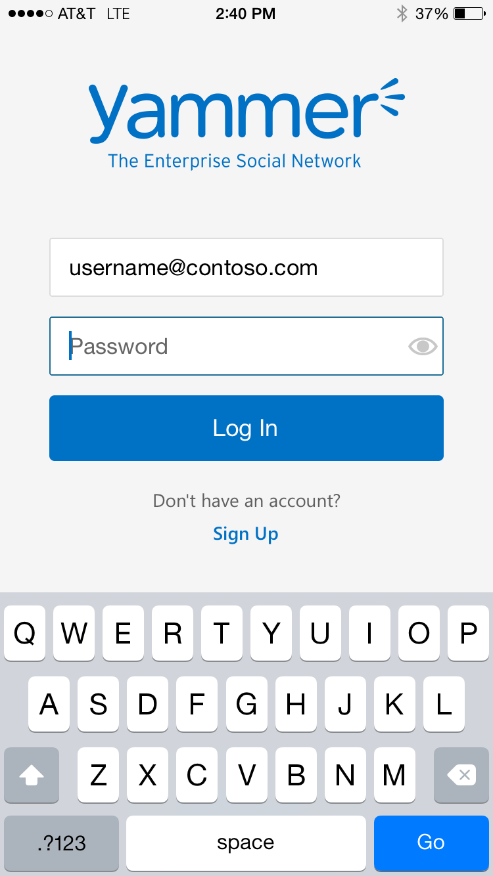 AT&T LTE 2:40 PM 37%
yammer
The Enterprise Social Network
username@contoso.com
Password
Log In
Don't have an account?
Sign Up
Q W E R T Y U I O P
A S D F G H J K L
Z X C V B N M
.?123 space Go